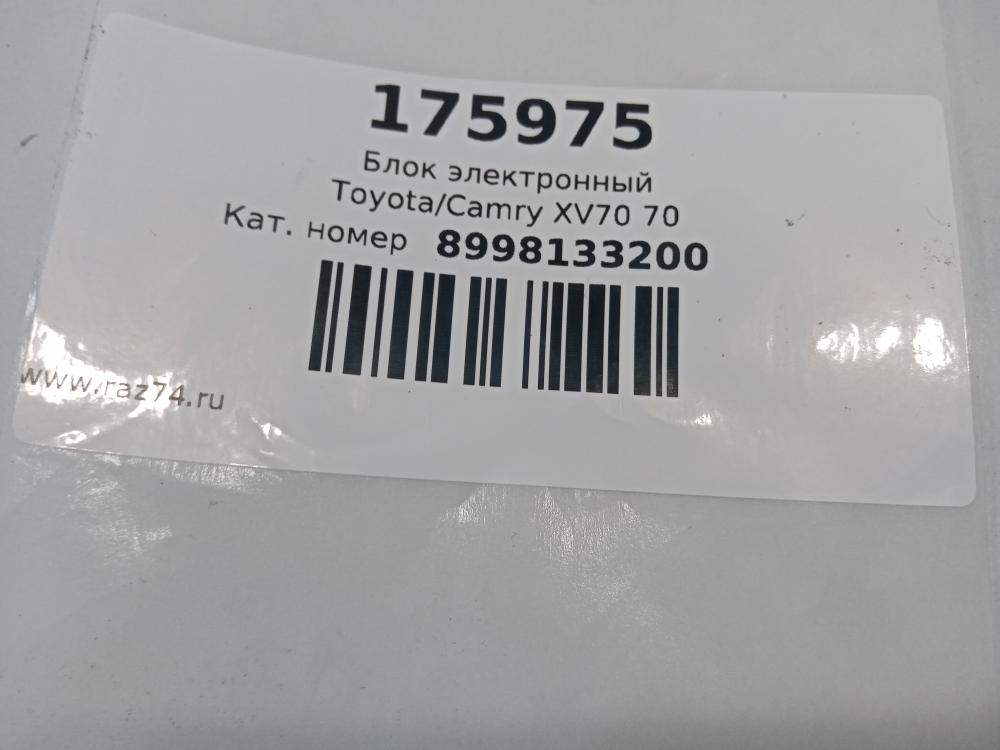 175975
Блок электронный
Toyota/Camry XV70 70
Кат. номер 8998133200
www.raz74.ru